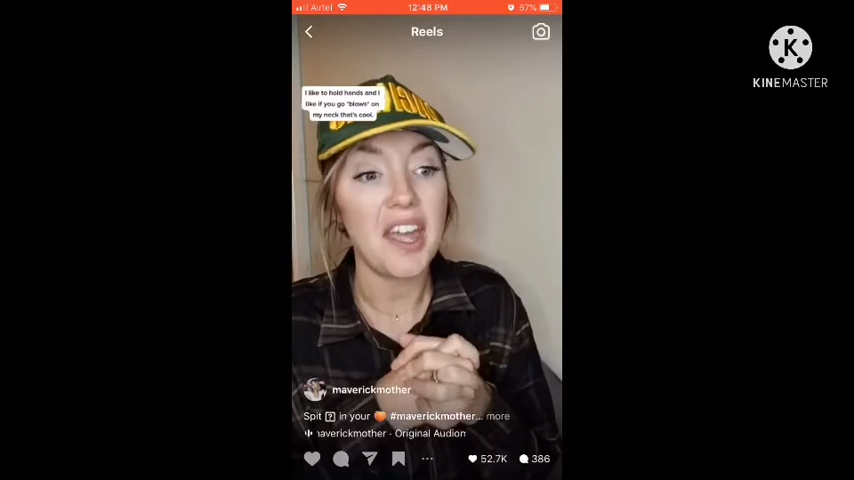 Airtel
12:48 PM
57%
Reels
I like to hold hands and I
like if you go "blows" on
my neck that's cool.
K
KINEMASTER
maverickmother
Spit ? in your 🍑 #maverickmother... more
maverickmother · Original Audio
52.7K
386